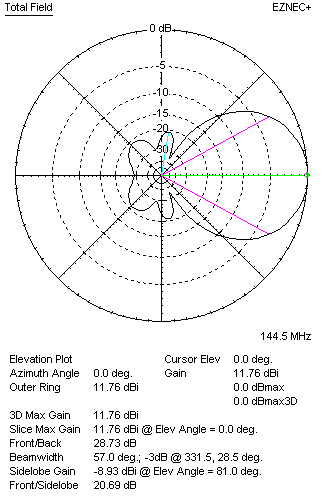 Total Field
EZNEC+
0 dB
-5
-10
-15
-20
-30
144.5 MHz
Elevation Plot Cursor Elev 0.0 deg.
Azimuth Angle 0.0 deg. Gain 11.76 dBi
Outer Ring 11.76 dBi 0.0 dBmax
0.0 dBmax3D
3D Max Gain 11.76 dBi
Slice Max Gain 11.76 dBi @ Elev Angle = 0.0 deg.
Front/Back 28.73 dB
Beamwidth 57.0 deg.; -3dB @ 331.5, 28.5 deg.
Sidelobe Gain -8.93 dBi @ Elev Angle = 81.0 deg.
Front/Sidelobe 20.69 dB